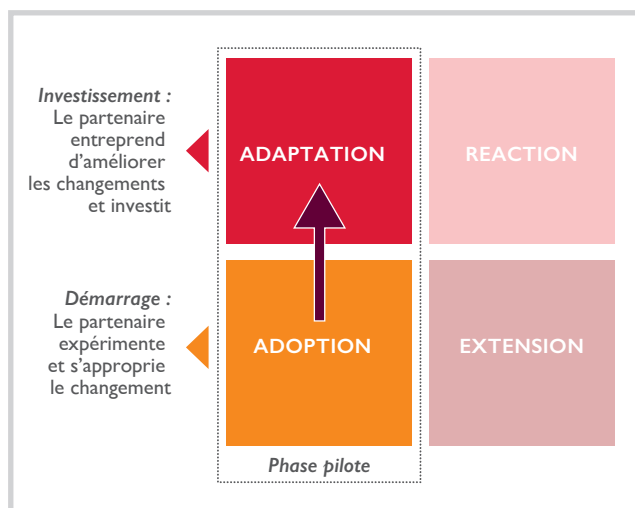 Investissement :
Le partenaire
entreprend
d’améliorer
les changements
et investit
ADAPTATION
REACTION
Démarrage :
Le partenaire
expérimente
et s’approprie
le changement
ADOPTION
EXTENSION
Phase pilote